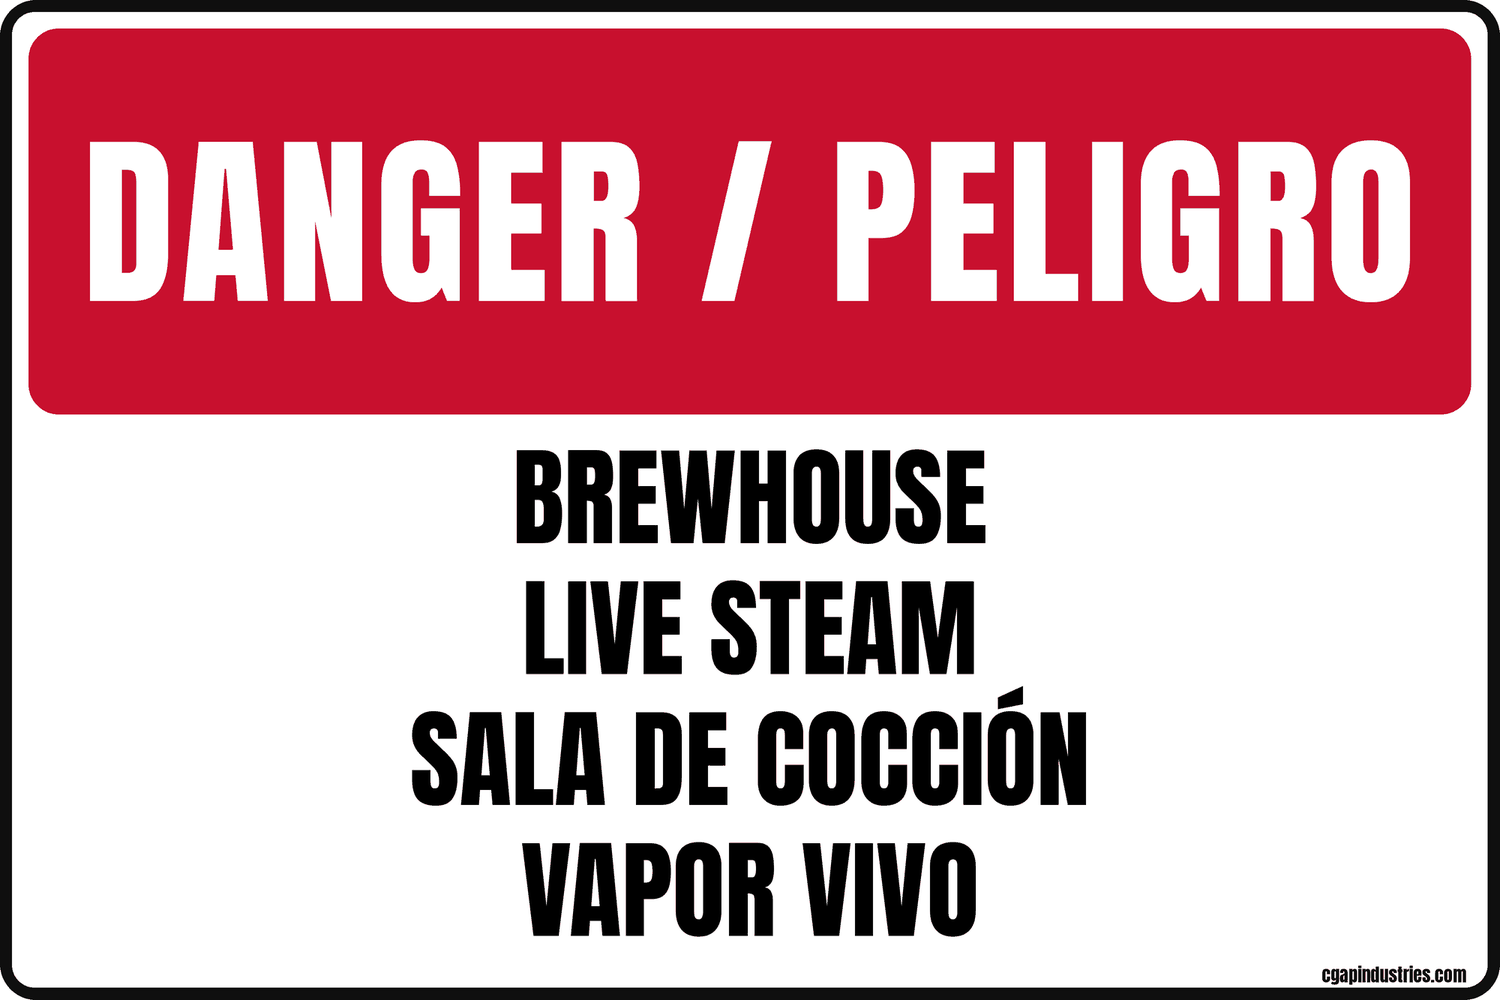 DANGER / PELIGRO
BREWHOUSE
LIVE STEAM
SALA DE COCCIÓN
VAPOR VIVO
cgapindustries.com